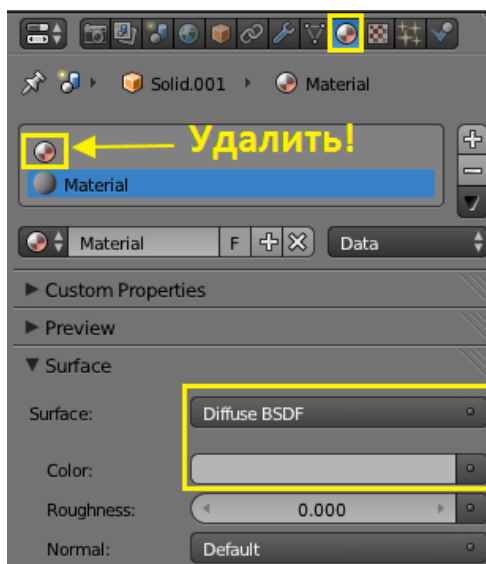 Solid.001 Material
Удалить!
Material
Material F Data
Custom Properties
Preview
Surface
Surface: Diffuse BSDF
Color:
Roughness: 0.000
Normal: Default